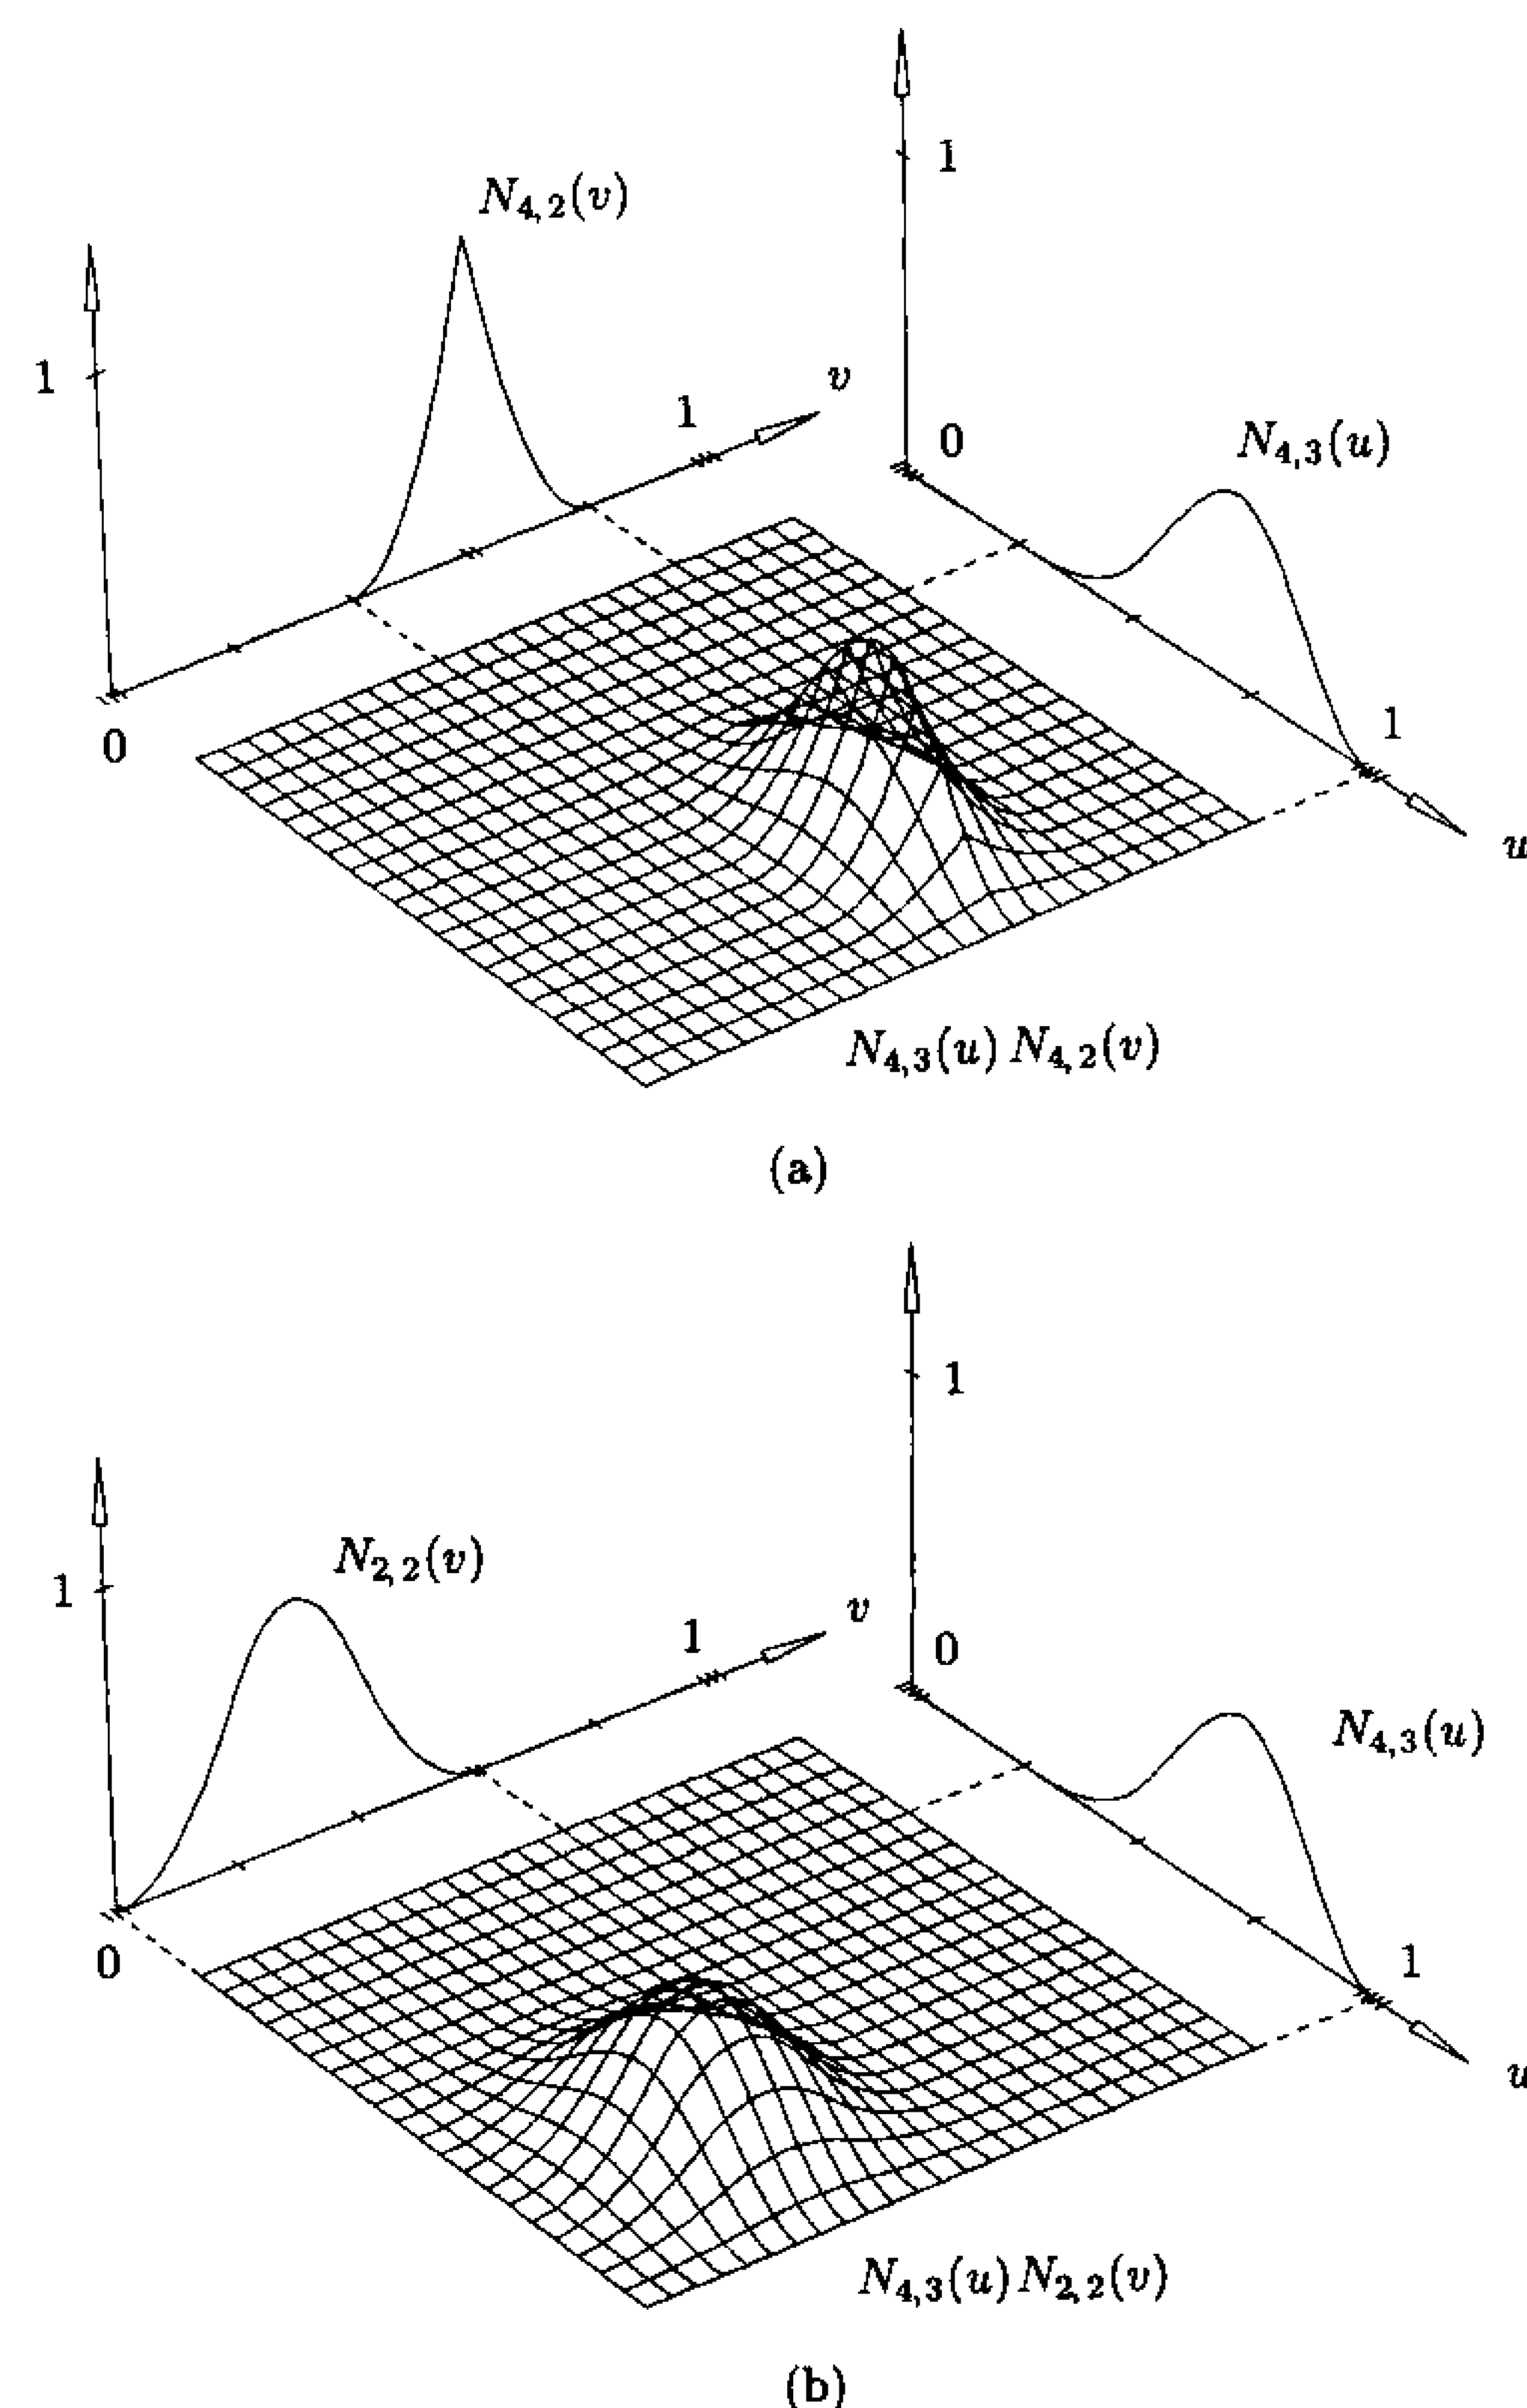 1
N4,2(v)
1
v
1
0
N4,3(u)
0
1
u
N4,3(u) N4,2(v)
(a)
1
N2,2(v)
1
v
1
0
N4,3(u)
0
1
u
N4,3(u) N2,2(v)
(b)